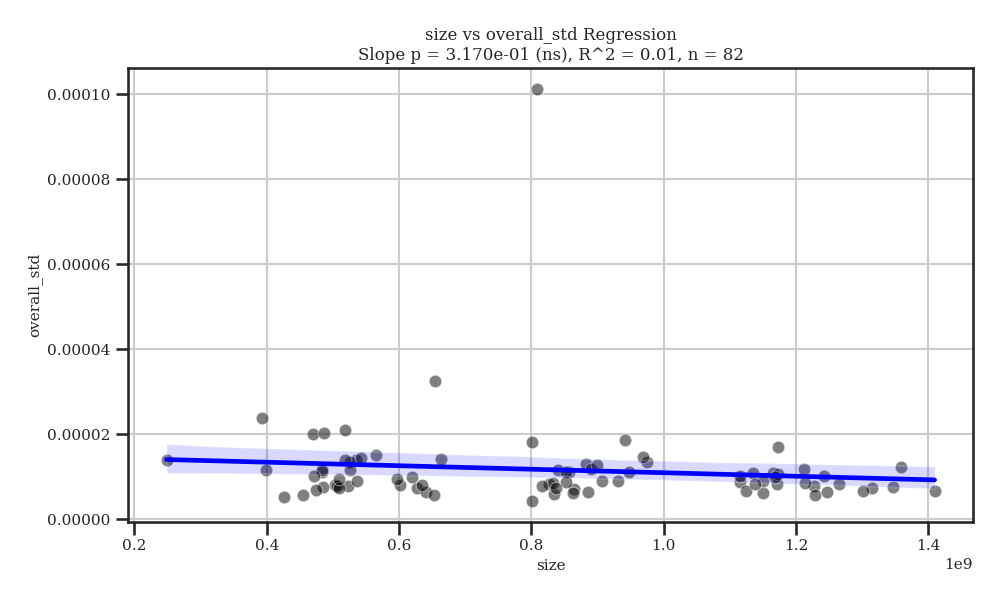 size vs overall_std Regression
Slope p = 3.170e-01 (ns), R^2 = 0.01, n = 82
overall_std
0.00010
0.00008
0.00006
0.00004
0.00002
0.00000
0.2 0.4 0.6 0.8 1.0 1.2 1.4
1e9
size